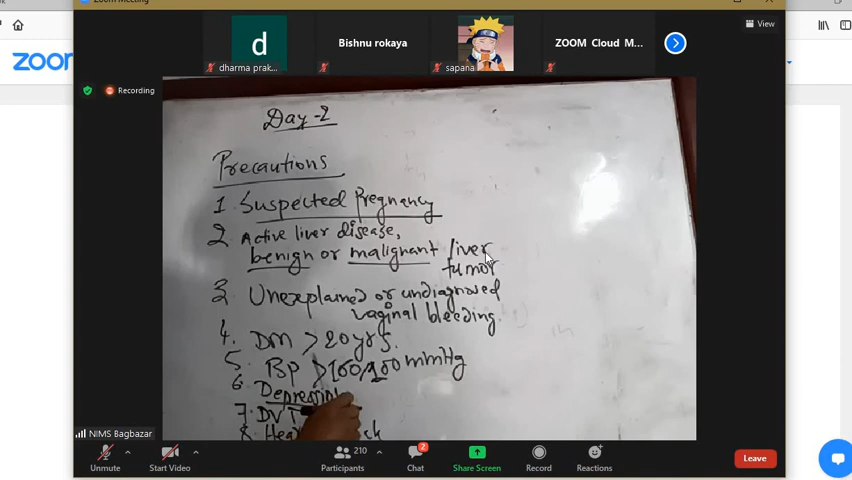 Zoom Meeting
zoom
View
d
Bishnu rokaya
ZOOM Cloud M...
dharma prak...
sapana
Recording
Day-2
Precautions
1 Suspected Pregnancy
2 Active liver disease,
benign or malignant liver
tumor
3 Unexplained or undiagnosed
vaginal bleeding.
4. DM > 20 yrs.
5. BP > 160/100 mmHg
6 Depression
7 DVT
8
NIMS Bagbazar
210
2
Unmute
Start Video
Participants
Chat
Share Screen
Record
Reactions
Leave